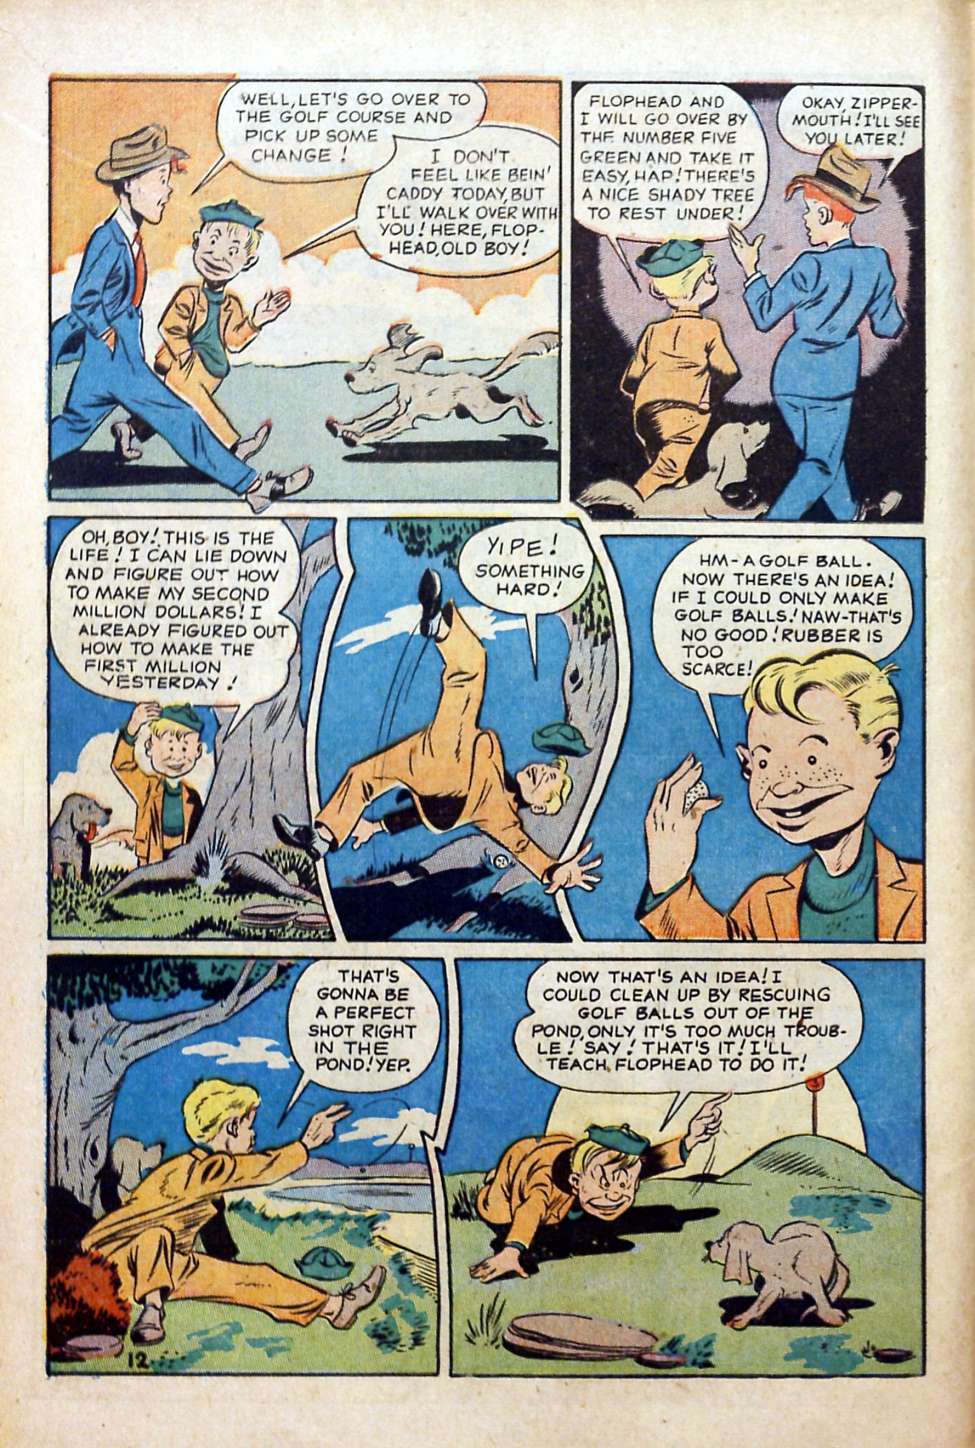 WELL, LET'S GO OVER TO
THE GOLF COURSE AND
PICK UP SOME
CHANGE!
I DON'T
FEEL LIKE BEIN'
CADDY TODAY, BUT
I'LL WALK OVER WITH
YOU! HERE, FLOP-
HEAD, OLD BOY!
FLOPHEAD AND
I WILL GO OVER BY
THE NUMBER FIVE
GREEN AND TAKE IT
EASY, HAP! THERE'S
A NICE SHADY TREE
TO REST UNDER!
OKAY, ZIPPER-
MOUTH! I'LL SEE
YOU LATER!
OH, BOY! THIS IS THE
LIFE! I CAN LIE DOWN
AND FIGURE OUT HOW
TO MAKE MY SECOND
MILLION DOLLARS! I
ALREADY FIGURED OUT
HOW TO MAKE THE
FIRST MILLION
YESTERDAY!
YIPE!
SOMETHING
HARD!
HM- A GOLF BALL.
NOW THERE'S AN IDEA!
IF I COULD ONLY MAKE
GOLF BALLS! NAW-THAT'S
NO GOOD! RUBBER IS
TOO
SCARCE!
THAT'S
GONNA BE
A PERFECT
SHOT RIGHT
IN THE
POND! YEP.
NOW THAT'S AN IDEA! I
COULD CLEAN UP BY RESCUING
GOLF BALLS OUT OF THE
POND, ONLY IT'S TOO MUCH TROUB-
LE! SAY! THAT'S IT! I'LL
TEACH FLOPHEAD TO DO IT!
12